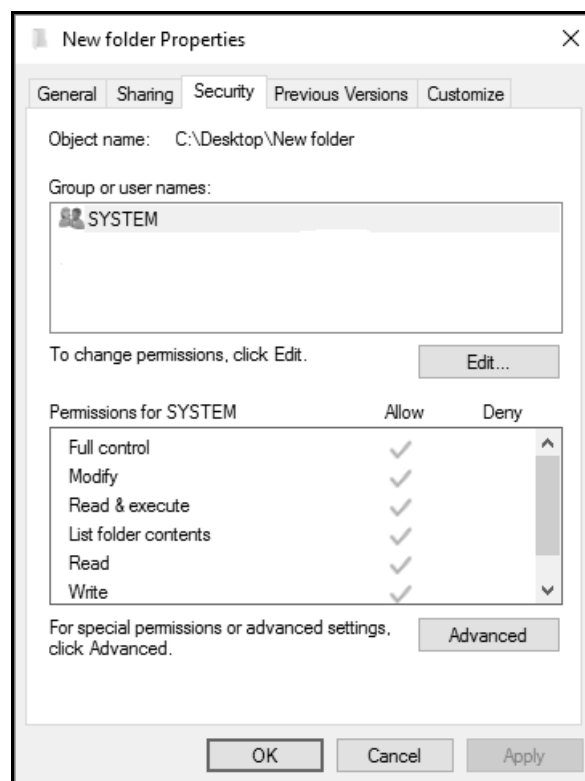 New folder Properties
General Sharing Security Previous Versions Customize
Object name: C:\Desktop\New folder
Group or user names:
SYSTEM
To change permissions, click Edit.
Edit...
Permissions for SYSTEM Allow Deny
Full control
Modify
Read & execute
List folder contents
Read
Write
For special permissions or advanced settings,
click Advanced.
Advanced
OK Cancel Apply